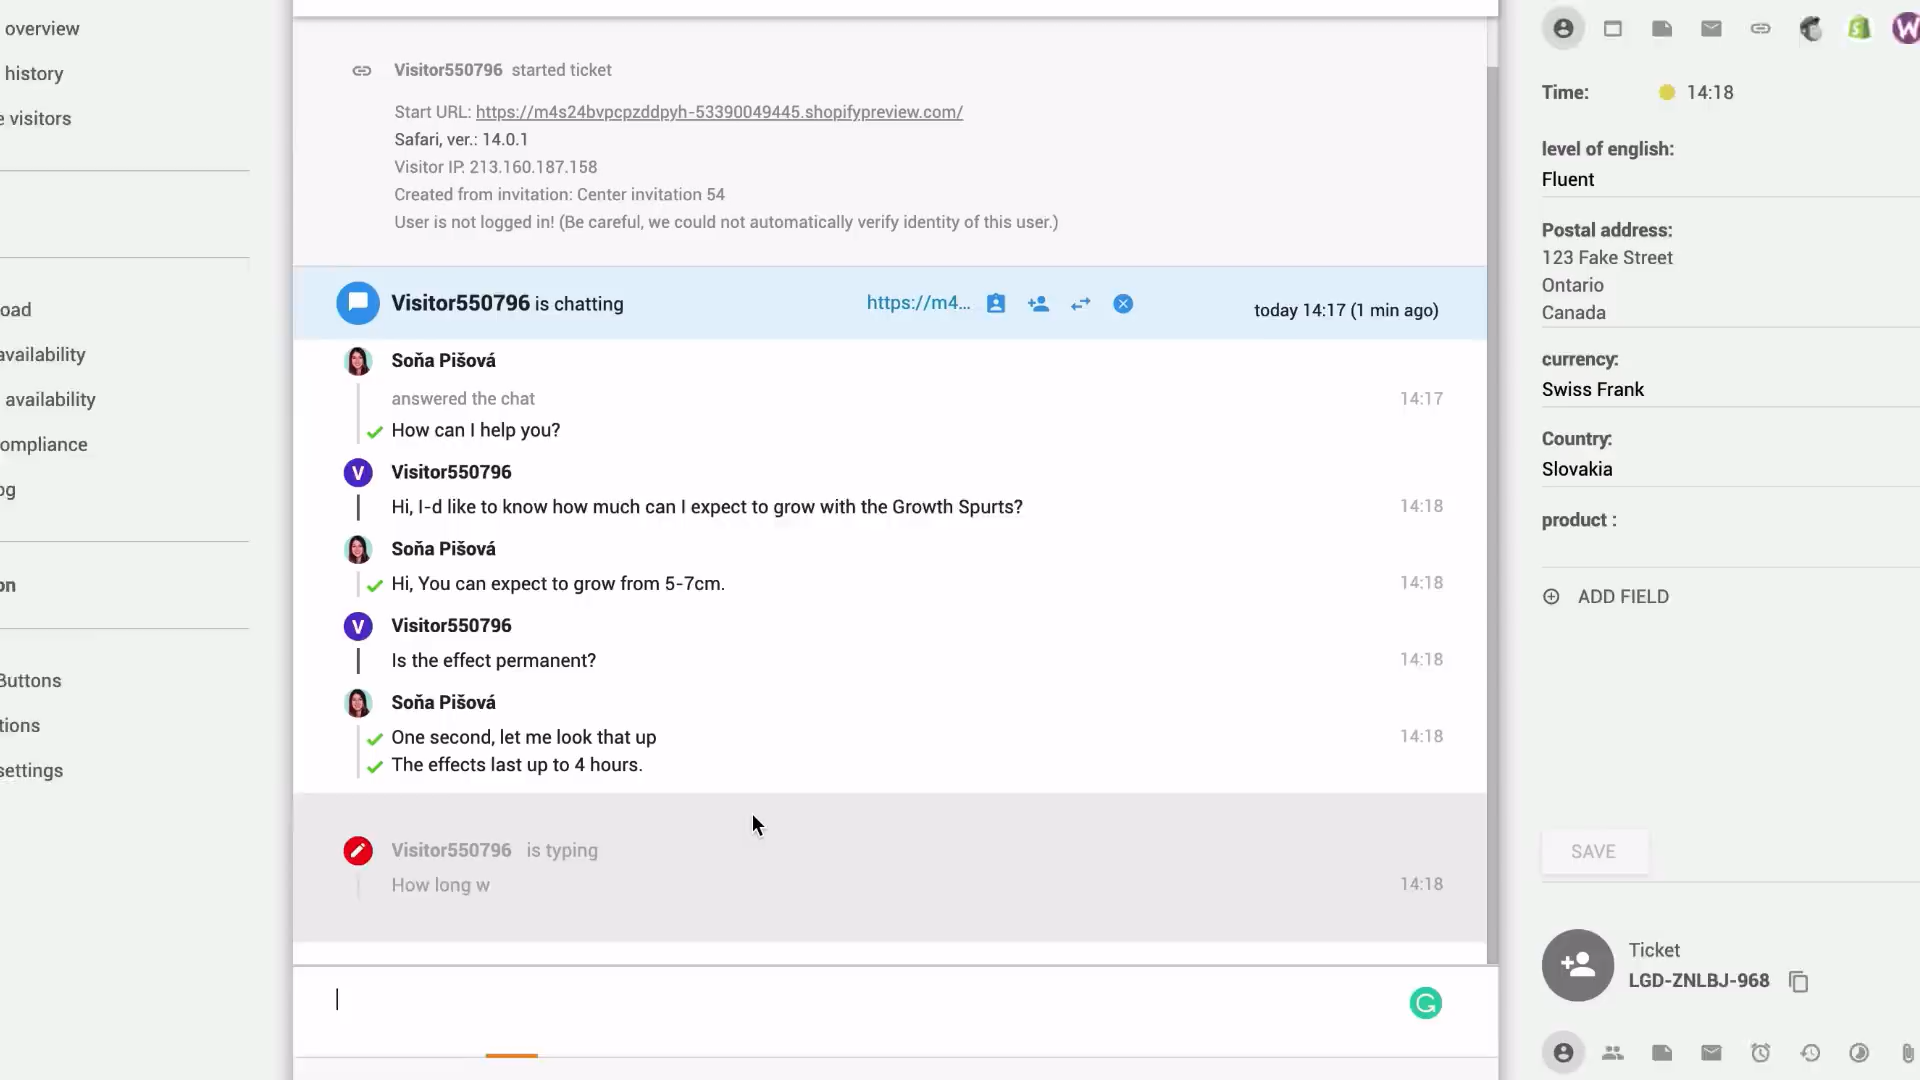 overview
history
e visitors
oad
availability
availability
ompliance
og
on
Buttons
tions
settings
Visitor550796 started ticket
Start URL: https://m4s24bvpcpzddpyh-53390049445.shopifypreview.com/
Safari, ver.: 14.0.1
Visitor IP: 213.160.187.158
Created from invitation: Center invitation 54
User is not logged in! (Be careful, we could not automatically verify identity of this user.)
Visitor550796 is chatting https://m4... today 14:17 (1 min ago)
Soňa Pišová
answered the chat 14:17
How can I help you?
V Visitor550796
Hi, I-d like to know how much can I expect to grow with the Growth Spurts? 14:18
Soňa Pišová
Hi, You can expect to grow from 5-7cm. 14:18
V Visitor550796
Is the effect permanent? 14:18
Soňa Pišová
One second, let me look that up 14:18
The effects last up to 4 hours.
Visitor550796 is typing
How long w 14:18
Time: 14:18
level of english:
Fluent
Postal address:
123 Fake Street
Ontario
Canada
currency:
Swiss Frank
Country:
Slovakia
product :
ADD FIELD
SAVE
Ticket
LGD-ZNLBJ-968